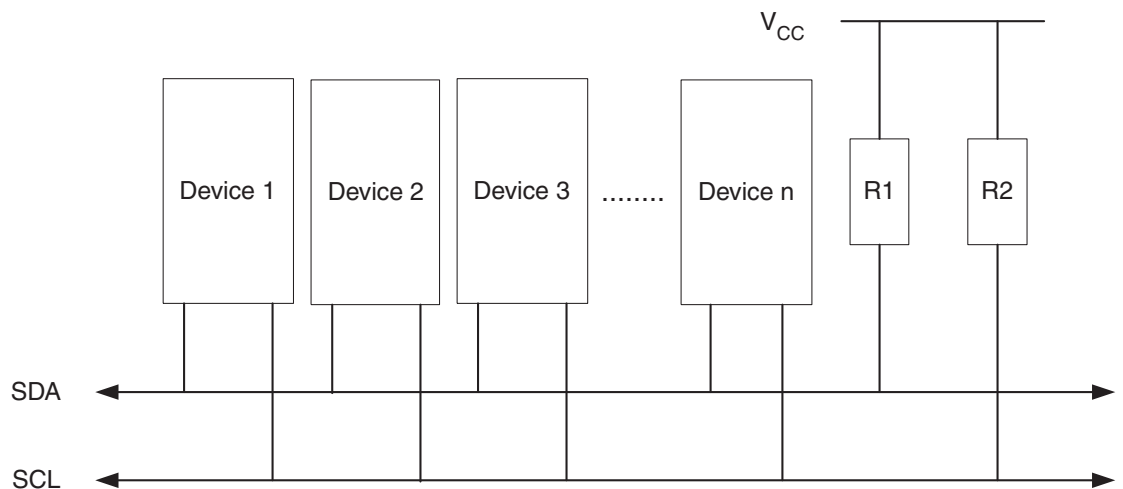 VCC
Device 1
Device 2
Device 3
........
Device n
R1
R2
SDA
SCL